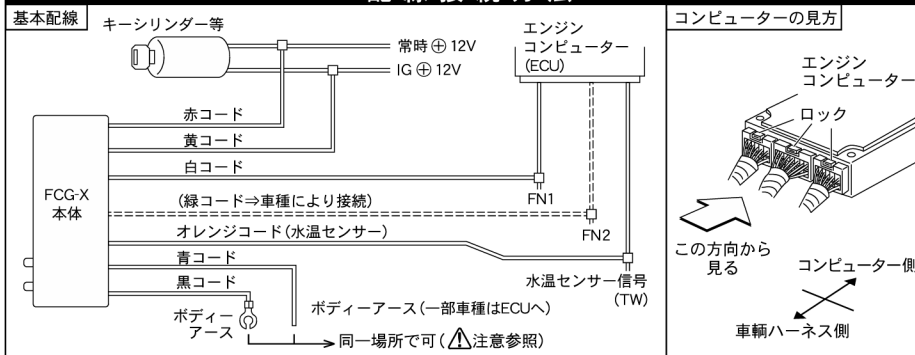 基本配線
キーシリンダー等
常時⊕12V
IG⊕12V
エンジン
コンピューター
(ECU)
赤コード
黄コード
白コード
FCG-X
本体
(緑コード⇒車種により接続)
FN1
FN2
オレンジコード(水温センサー)
青コード
黒コード
水温センサー信号
(TW)
ボディー
アース
ボディーアース(一部車種はECUへ)
同一場所で可(⚠注意参照)
コンピューターの見方
エンジン
コンピューター
ロック
この方向から
見る
コンピューター側
車輌ハーネス側